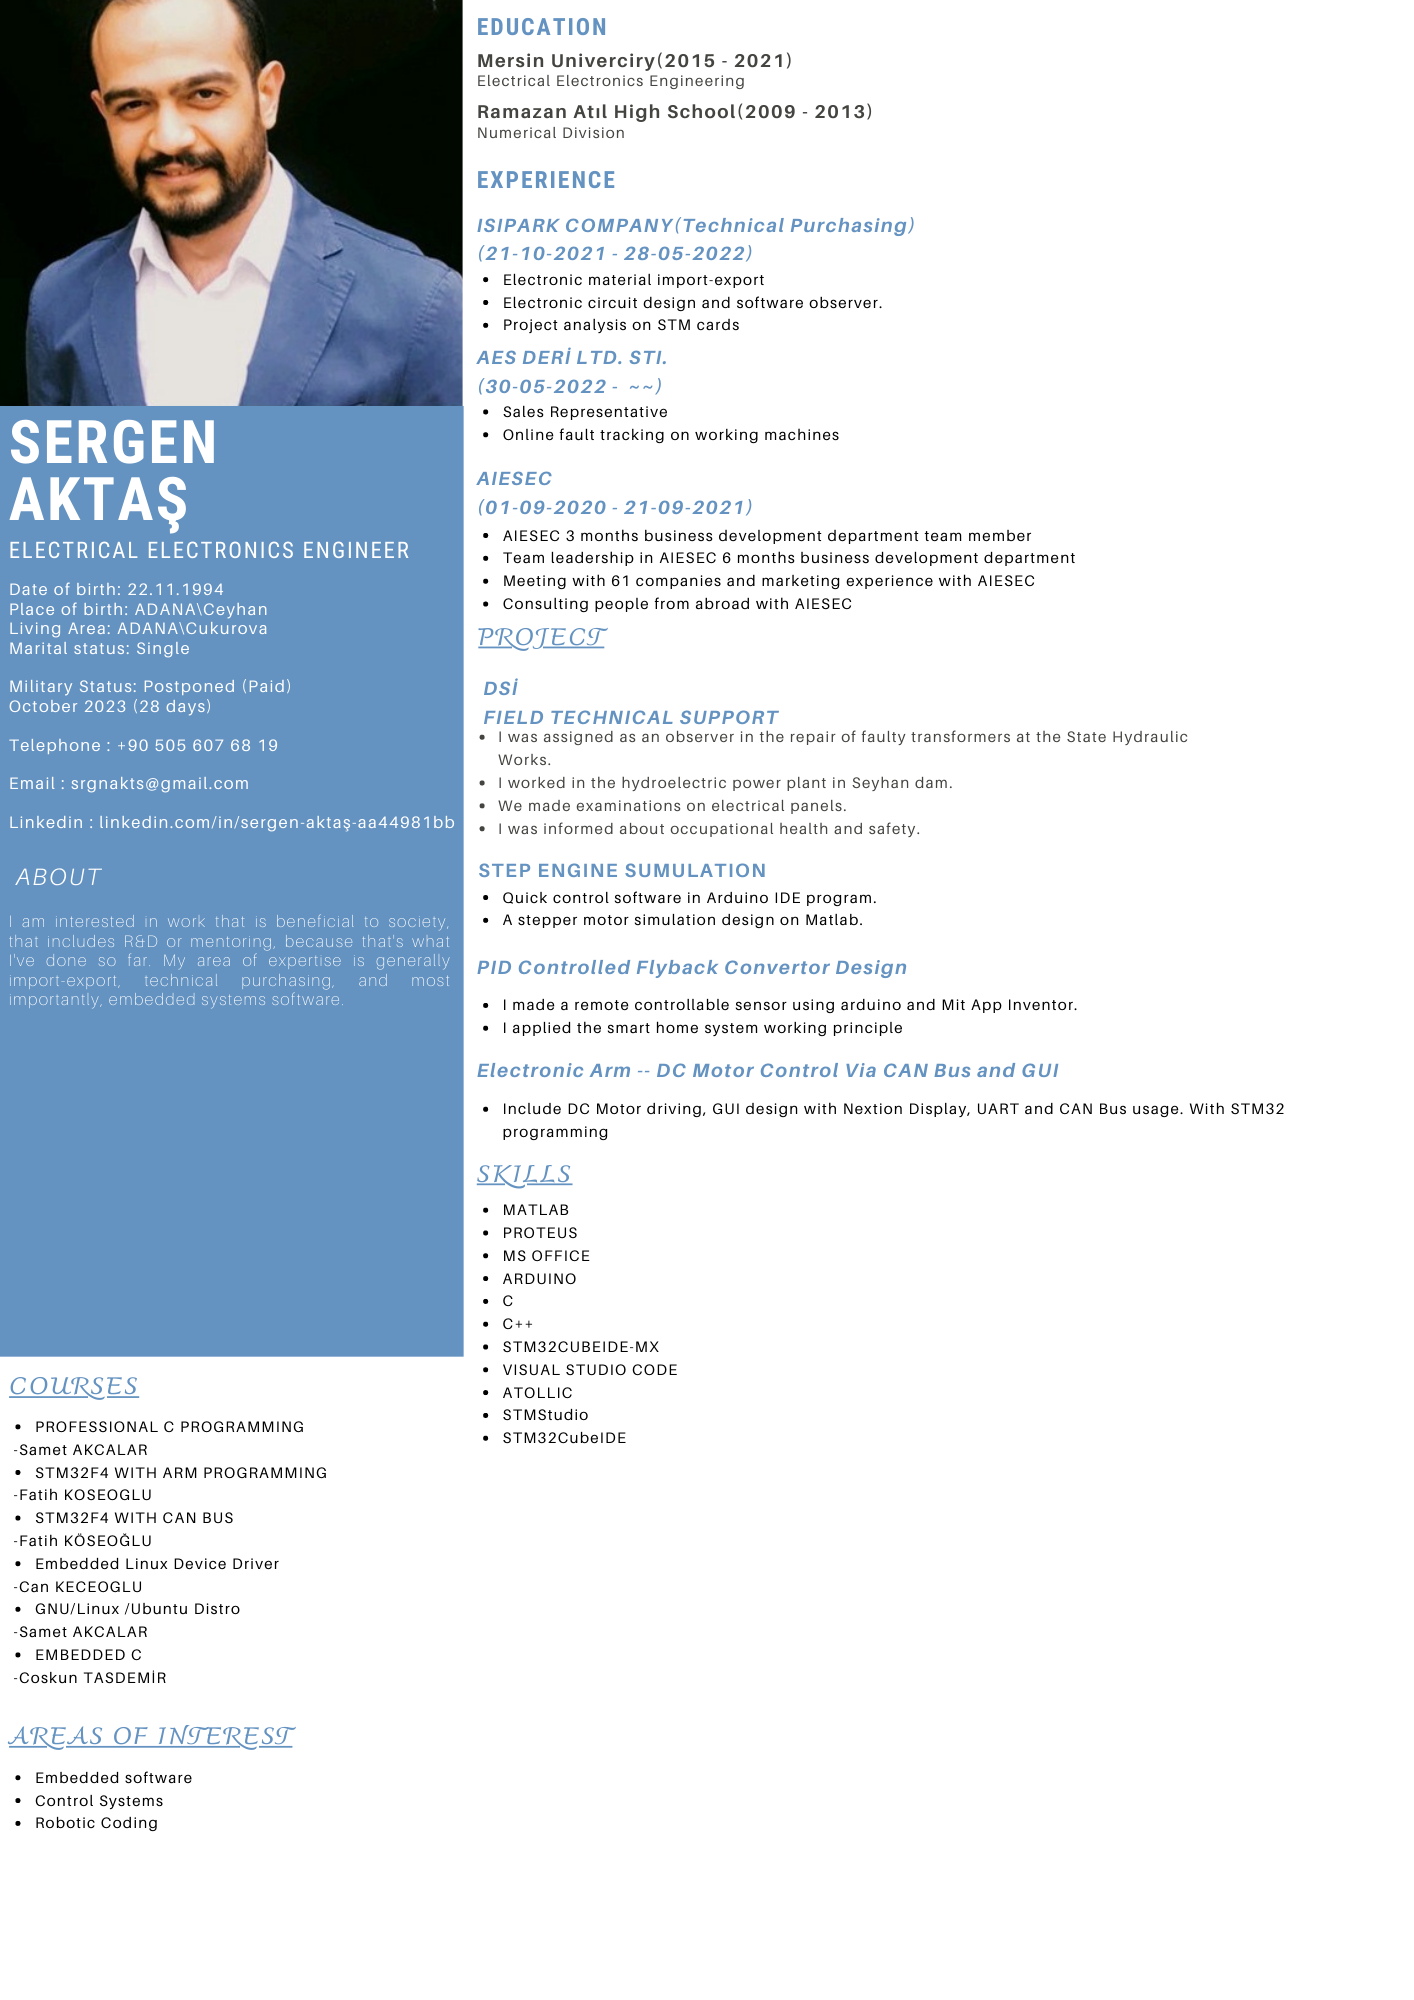 SERGEN
AKTAŞ
ELECTRICAL ELECTRONICS ENGINEER
Date of birth: 22.11.1994
Place of birth: ADANA\Ceyhan
Living Area: ADANA\Cukurova
Marital status: Single
Military Status: Postponed (Paid)
October 2023 (28 days)
Telephone : +90 505 607 68 19
Email : srgnakts@gmail.com
Linkedin : linkedin.com/in/sergen-aktaş-aa44981bb
ABOUT
I am interested in work that is beneficial to society,
that includes R&D or mentoring, because that's what
I've done so far. My area of expertise is generally
import-export, technical purchasing, and most
importantly, embedded systems software.
COURSES
• PROFESSIONAL C PROGRAMMING
-Samet AKCALAR
• STM32F4 WITH ARM PROGRAMMING
-Fatih KOSEOGLU
• STM32F4 WITH CAN BUS
-Fatih KÖSEOĞLU
• Embedded Linux Device Driver
-Can KECEOGLU
• GNU/Linux /Ubuntu Distro
-Samet AKCALAR
• EMBEDDED C
-Coskun TASDEMİR
AREAS OF INTEREST
• Embedded software
• Control Systems
• Robotic Coding
EDUCATION
Mersin Univerciry(2015 - 2021)
Electrical Electronics Engineering
Ramazan Atıl High School(2009 - 2013)
Numerical Division
EXPERIENCE
ISIPARK COMPANY(Technical Purchasing)
(21-10-2021 - 28-05-2022)
• Electronic material import-export
• Electronic circuit design and software observer.
• Project analysis on STM cards
AES DERİ LTD. STI.
(30-05-2022 - ~~)
• Sales Representative
• Online fault tracking on working machines
AIESEC
(01-09-2020 - 21-09-2021)
• AIESEC 3 months business development department team member
• Team leadership in AIESEC 6 months business development department
• Meeting with 61 companies and marketing experience with AIESEC
• Consulting people from abroad with AIESEC
PROJECT
DSİ
FIELD TECHNICAL SUPPORT
• I was assigned as an observer in the repair of faulty transformers at the State Hydraulic
Works.
• I worked in the hydroelectric power plant in Seyhan dam.
• We made examinations on electrical panels.
• I was informed about occupational health and safety.
STEP ENGINE SUMULATION
• Quick control software in Arduino IDE program.
• A stepper motor simulation design on Matlab.
PID Controlled Flyback Convertor Design
• I made a remote controllable sensor using arduino and Mit App Inventor.
• I applied the smart home system working principle
Electronic Arm -- DC Motor Control Via CAN Bus and GUI
• Include DC Motor driving, GUI design with Nextion Display, UART and CAN Bus usage. With STM32
programming
SKILLS
• MATLAB
• PROTEUS
• MS OFFICE
• ARDUINO
• C
• C++
• STM32CUBEIDE-MX
• VISUAL STUDIO CODE
• ATOLLIC
• STMStudio
• STM32CubeIDE